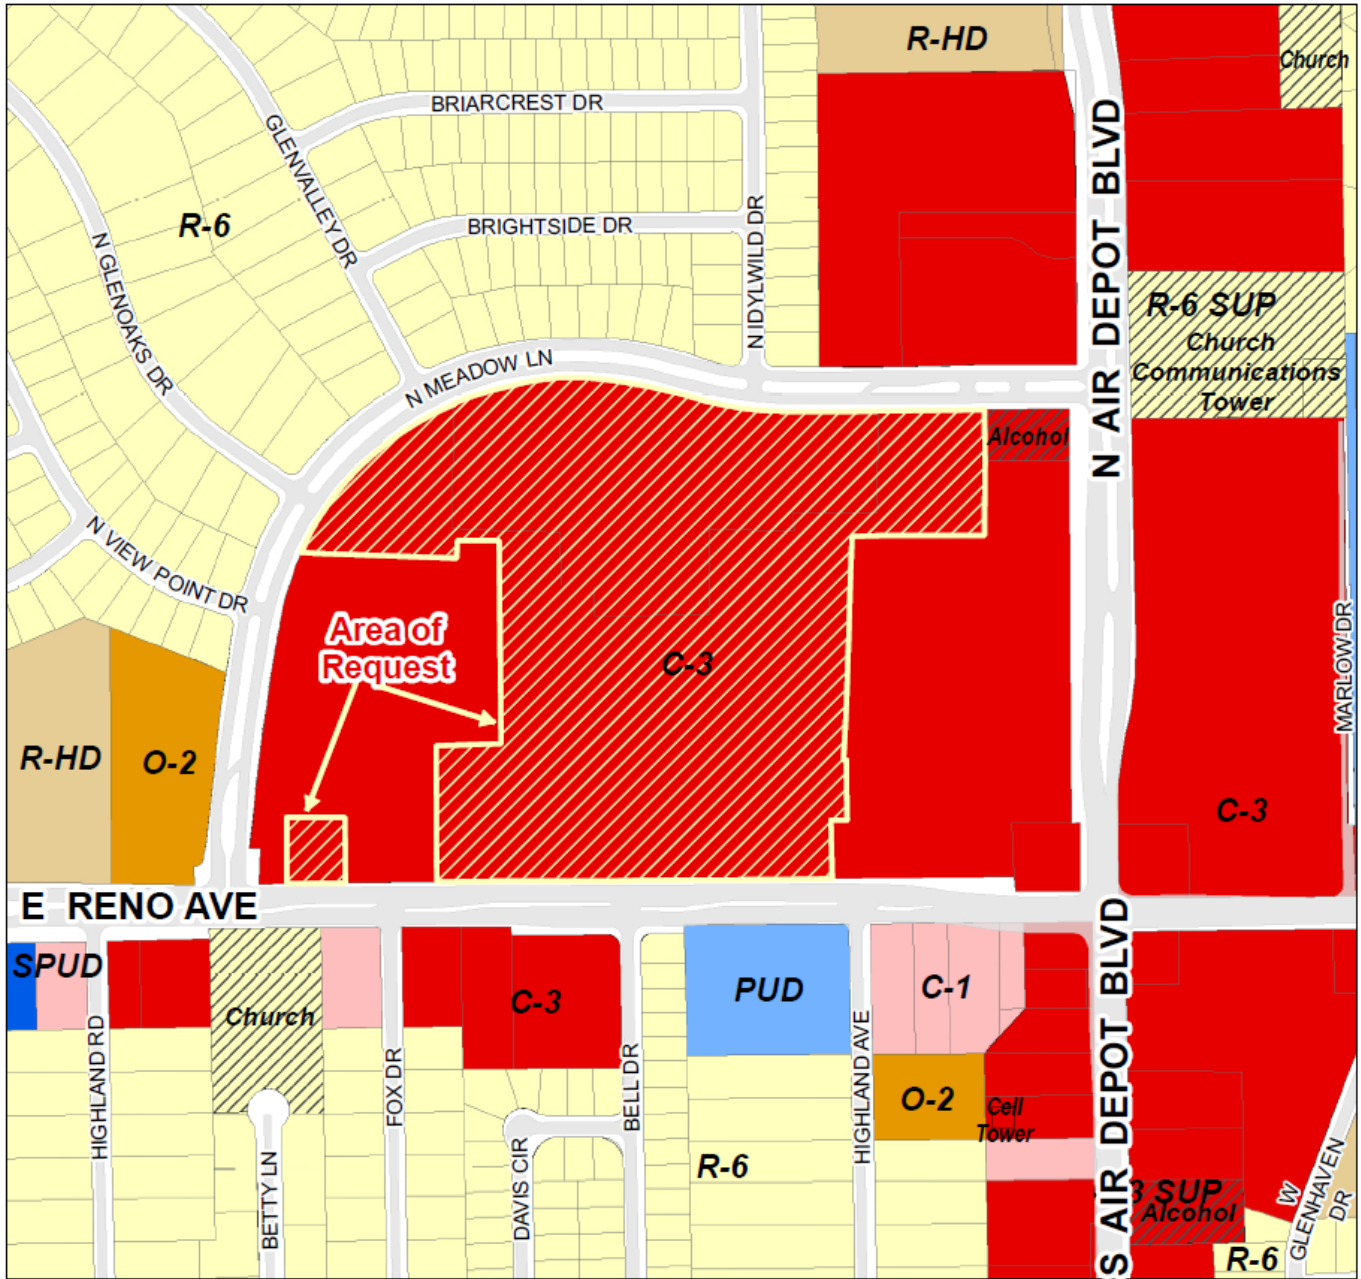 R-HD
Church
BRIARCREST DR
GLENVALLEY DR
R-6
BRIGHTSIDE DR
N IDYLWILD DR
N AIR DEPOT BLVD
N GLENOAKS DR
R-6 SUP
Church
Communications
Tower
N MEADOW LN
Alcohol
N VIEW POINT DR
Area of
Request
C-3
MARLOW DR
R-HD
O-2
C-3
E RENO AVE
SPUD
Church
C-3
PUD
C-1
HIGHLAND RD
FOX DR
BELL DR
HIGHLAND AVE
S AIR DEPOT BLVD
O-2
Cell
Tower
BETTY LN
DAVIS CIR
R-6
3 SUP
Alcohol
W
GLENHAVEN
DR
R-6